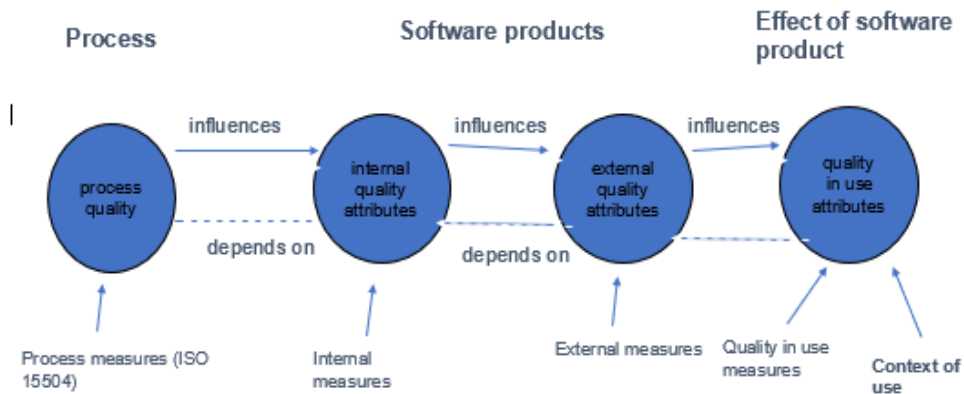 Process
Software products
Effect of software
product
influences
influences
influences
process
quality
internal
quality
attributes
external
quality
attributes
quality
in use
attributes
depends on
depends on
Process measures (ISO
15504)
Internal
measures
External measures
Quality in use
measures
Context of
use